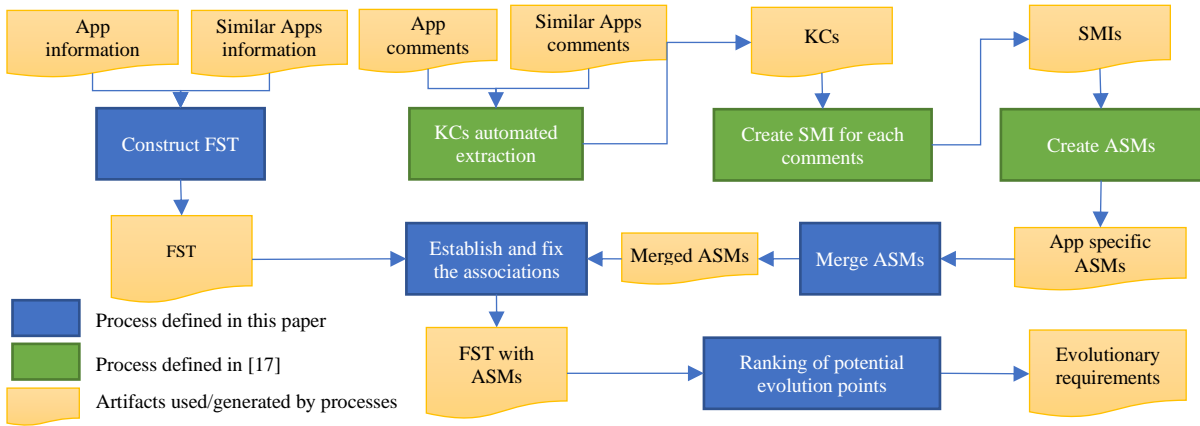 App
information
Similar Apps
information
App
comments
Similar Apps
comments
KCs
SMIs
Construct FST
KCs automated
extraction
Create SMI for each
comments
Create ASMs
FST
Establish and fix
the associations
Merged ASMs
Merge ASMs
App specific
ASMs
Process defined in this paper
Process defined in [17]
Artifacts used/generated by processes
FST with
ASMs
Ranking of potential
evolution points
Evolutionary
requirements